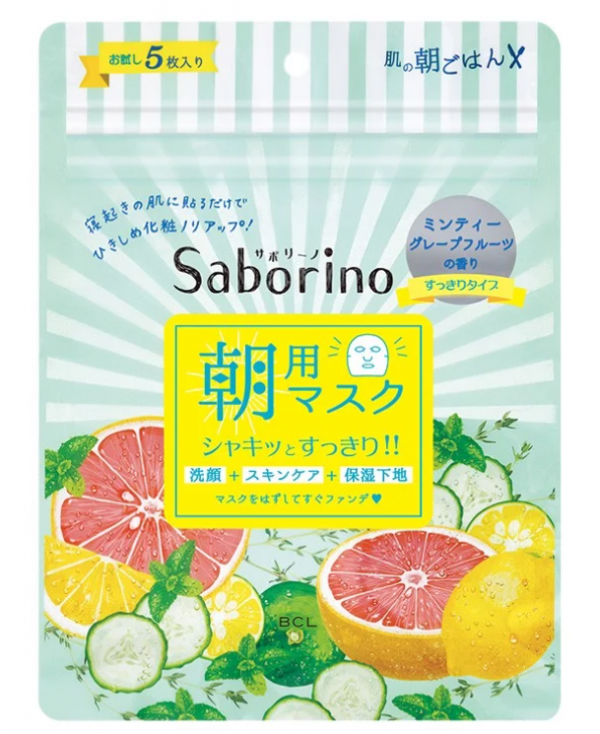 お試し5枚入り
肌の朝ごはん
寝起きの肌に貼るだけで
ひきしめ化粧ノリアップ!
サボリーノ
Saborino
ミンティー
グレープフルーツ
の香り
すっきりタイプ
朝用
マスク
シャキッとすっきり!!
洗顔+スキンケア+保湿下地
マスクをはずしてすぐファンデ♥
BCL